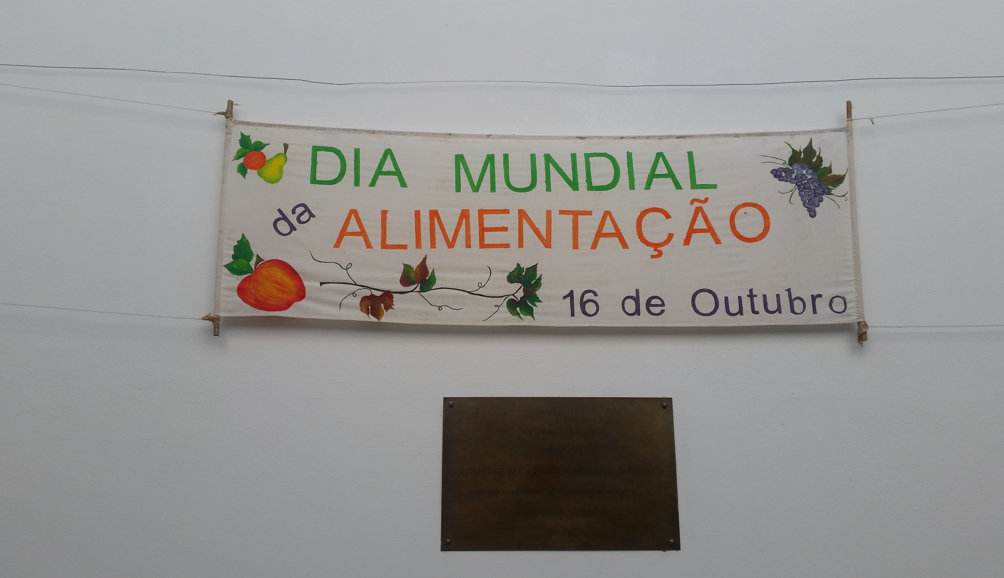 DIA MUNDIAL
da ALIMENTAÇÃO
16 de Outubro